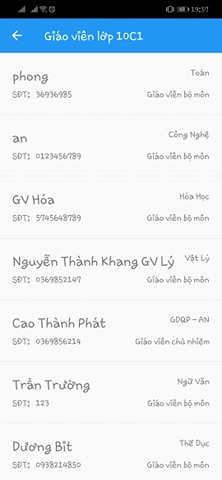 19:57
Giáo viên lớp 10C1
phong Toán
SĐT: 36936985 Giáo viên bộ môn
an Công Nghệ
SĐT: 0123456789 Giáo viên bộ môn
GV Hóa Hóa Học
SĐT: 5745648789 Giáo viên bộ môn
Nguyễn Thành Khang GV Lý Vật Lý
SĐT: 0369852147 Giáo viên bộ môn
Cao Thành Phát GDQP - AN
SĐT: 0369856214 Giáo viên chủ nhiệm
Trần Trường Ngữ Văn
SĐT: 123 Giáo viên bộ môn
Dương Bit Thể Dục
SĐT: 0938214850 Giáo viên bộ môn